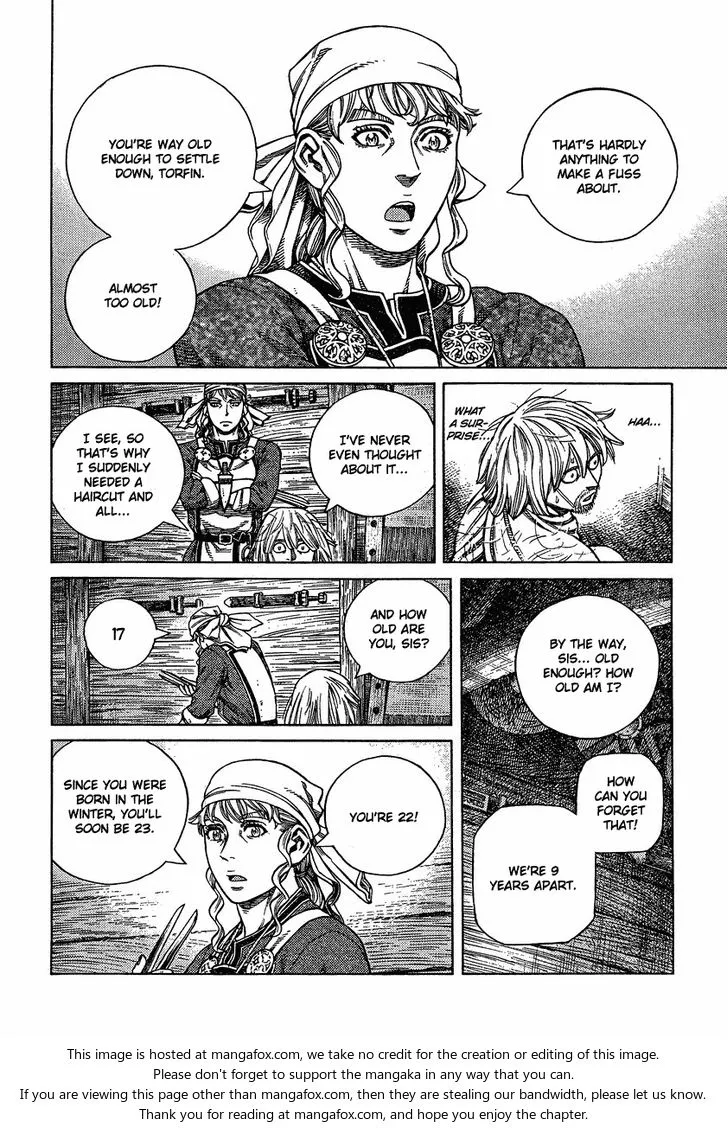 THAT'S HARDLY
ANYTHING TO
MAKE A FUSS
ABOUT.
YOU'RE WAY OLD
ENOUGH TO SETTLE
DOWN, TORFIN.
ALMOST
TOO OLD!
HAA...
WHAT
A SUR-
PRISE...
I'VE NEVER
EVEN THOUGHT
ABOUT IT...
I SEE, SO
THAT'S WHY
I SUDDENLY
NEEDED A
HAIRCUT AND
ALL...
BY THE WAY,
SIS... OLD
ENOUGH? HOW
OLD AM I?
HOW
CAN YOU
FORGET
THAT!
WE'RE 9
YEARS APART.
AND HOW
OLD ARE
YOU, SIS?
17
YOU'RE 22!
SINCE YOU WERE
BORN IN THE
WINTER, YOU'LL
SOON BE 23.
This image is hosted at mangafox.com, we take no credit for the creation or editing of this image.
Please don't forget to support the mangaka in any way that you can.
If you are viewing this page other than mangafox.com, then they are stealing our bandwidth, please let us know.
Thank you for reading at mangafox.com, and hope you enjoy the chapter.